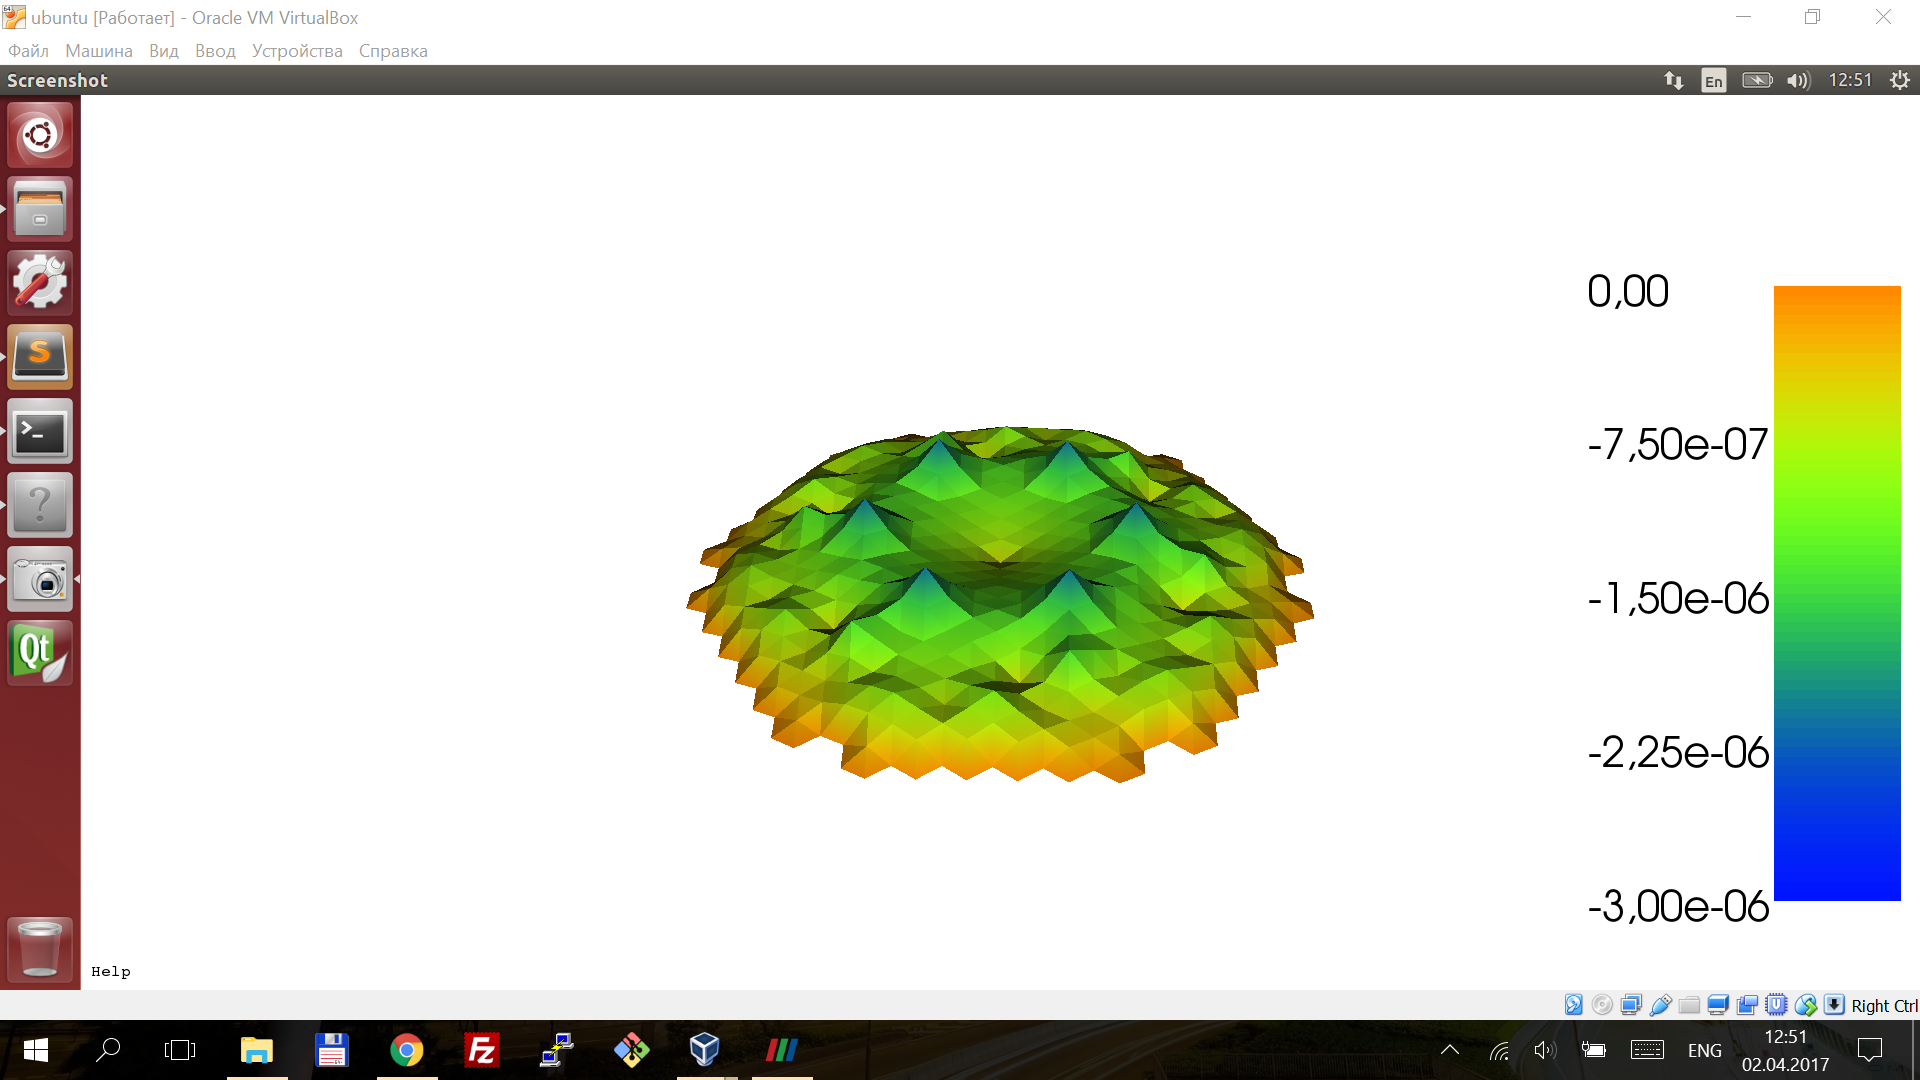 ubuntu [Работает] - Oracle VM VirtualBox
Файл Машина Вид Ввод Устройства Справка
Screenshot
En
12:51
0,00
-7,50e-07
-1,50e-06
-2,25e-06
-3,00e-06
Help
Right Ctrl
ENG
12:51
02.04.2017